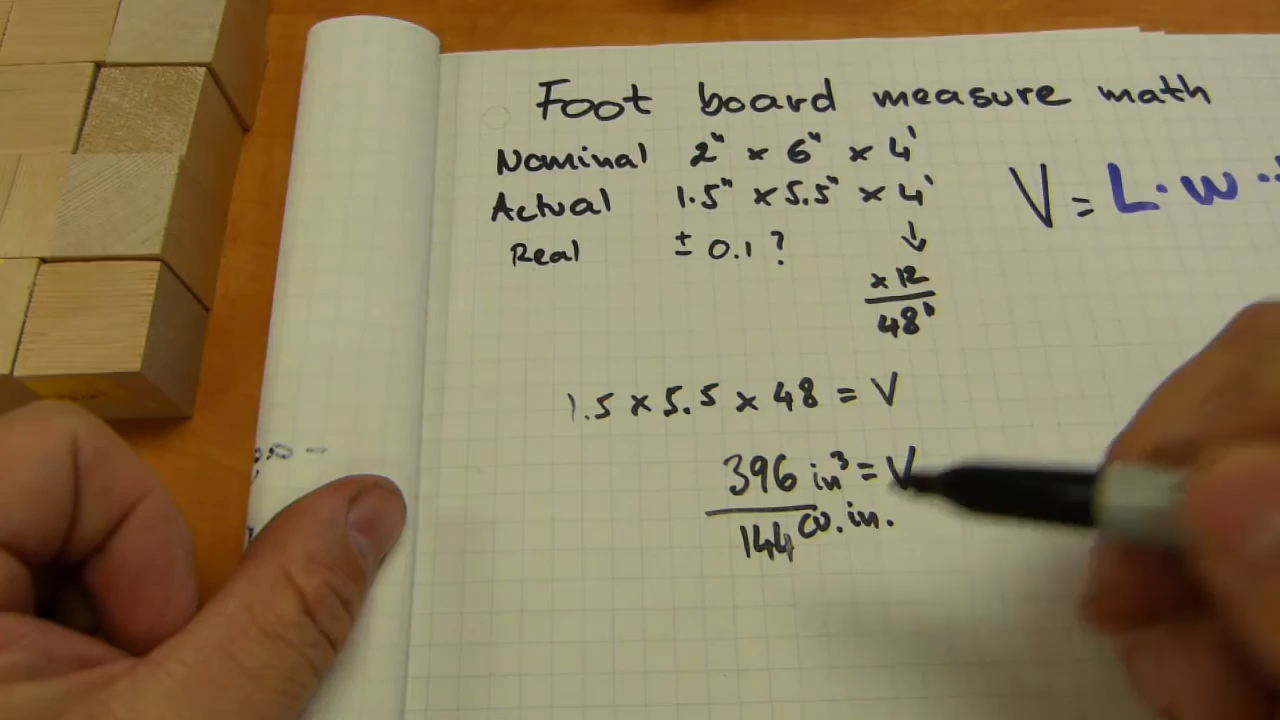 Foot board measure math
Nominal 2" × 6" × 4'
Actual 1.5" × 5.5" × 4'
Real ± 0.1 ?
↓
× 12
48"
V = L · W ·
1.5 × 5.5 × 48 = V
396 in³ = V
144 cu. in.